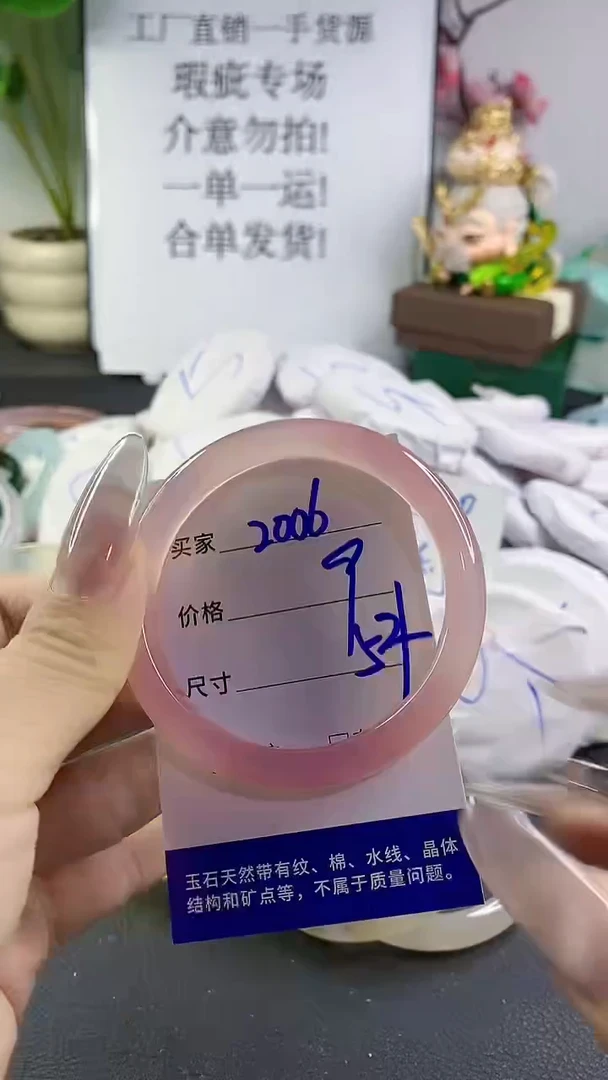 工厂直销一手货源
瑕疵专场
介意勿拍!
一单一运!
合单发货!
买家 2006
价格
尺寸 54
玉石天然带有纹、棉、水线、晶体
结构和矿点等，不属于质量问题。